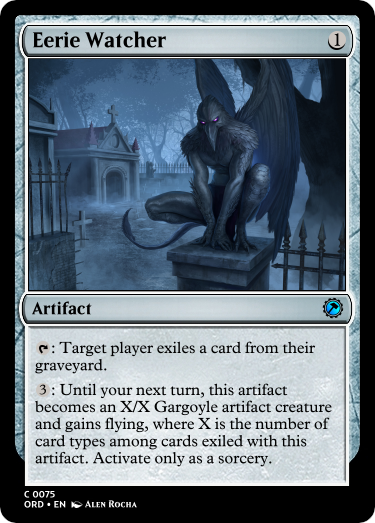 Eerie Watcher 1
Artifact
: Target player exiles a card from their
graveyard.
3 : Until your next turn, this artifact
becomes an X/X Gargoyle artifact creature
and gains flying, where X is the number of
card types among cards exiled with this
artifact. Activate only as a sorcery.
C 0075
ORD • EN Alen Rocha